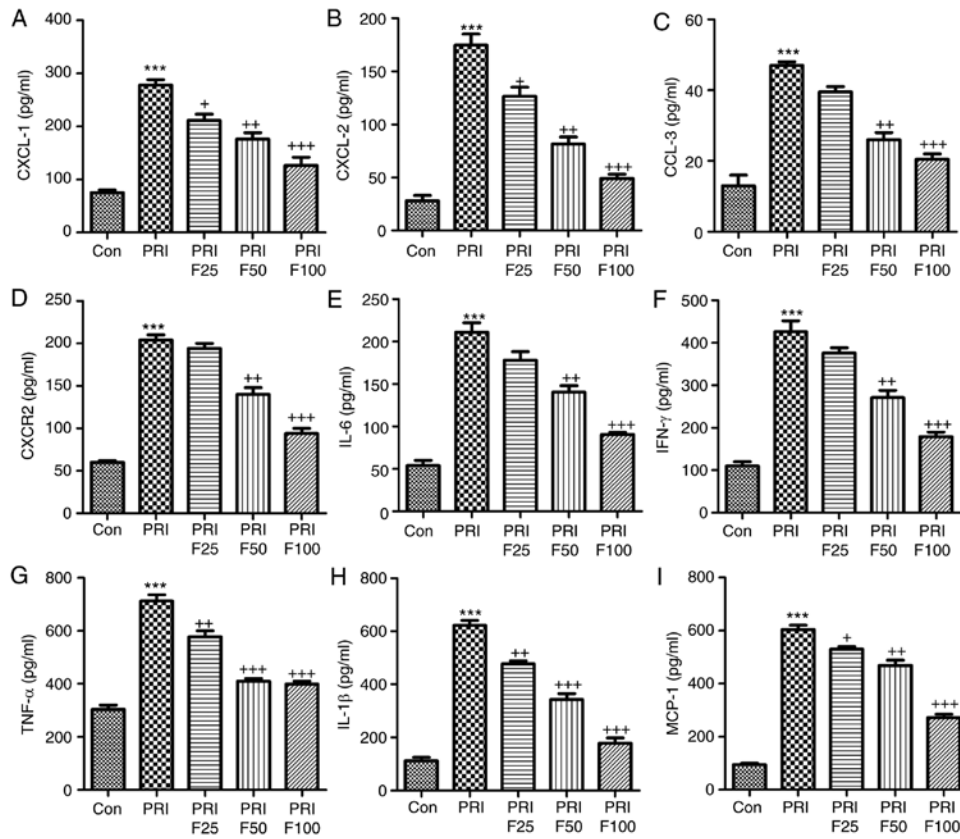 A
CXCL-1 (pg/ml)
400
300
200
100
0
***
+
++
+++
Con PRI PRI PRI PRI
F25 F50 F100
B
CXCL-2 (pg/ml)
200
150
100
50
0
***
+
++
+++
Con PRI PRI PRI PRI
F25 F50 F100
C
CCL-3 (pg/ml)
60
40
20
0
***
++
+++
Con PRI PRI PRI PRI
F25 F50 F100
D
CXCR2 (pg/ml)
250
200
150
100
50
0
***
++
+++
Con PRI PRI PRI PRI
F25 F50 F100
E
IL-6 (pg/ml)
250
200
150
100
50
0
***
++
+++
Con PRI PRI PRI PRI
F25 F50 F100
F
IFN-γ (pg/ml)
500
400
300
200
100
0
***
++
+++
Con PRI PRI PRI PRI
F25 F50 F100
G
TNF-α (pg/ml)
800
600
400
200
0
***
++
+++
+++
Con PRI PRI PRI PRI
F25 F50 F100
H
IL-1β (pg/ml)
800
600
400
200
0
***
++
+++
+++
Con PRI PRI PRI PRI
F25 F50 F100
I
MCP-1 (pg/ml)
800
600
400
200
0
***
+
++
+++
Con PRI PRI PRI PRI
F25 F50 F100